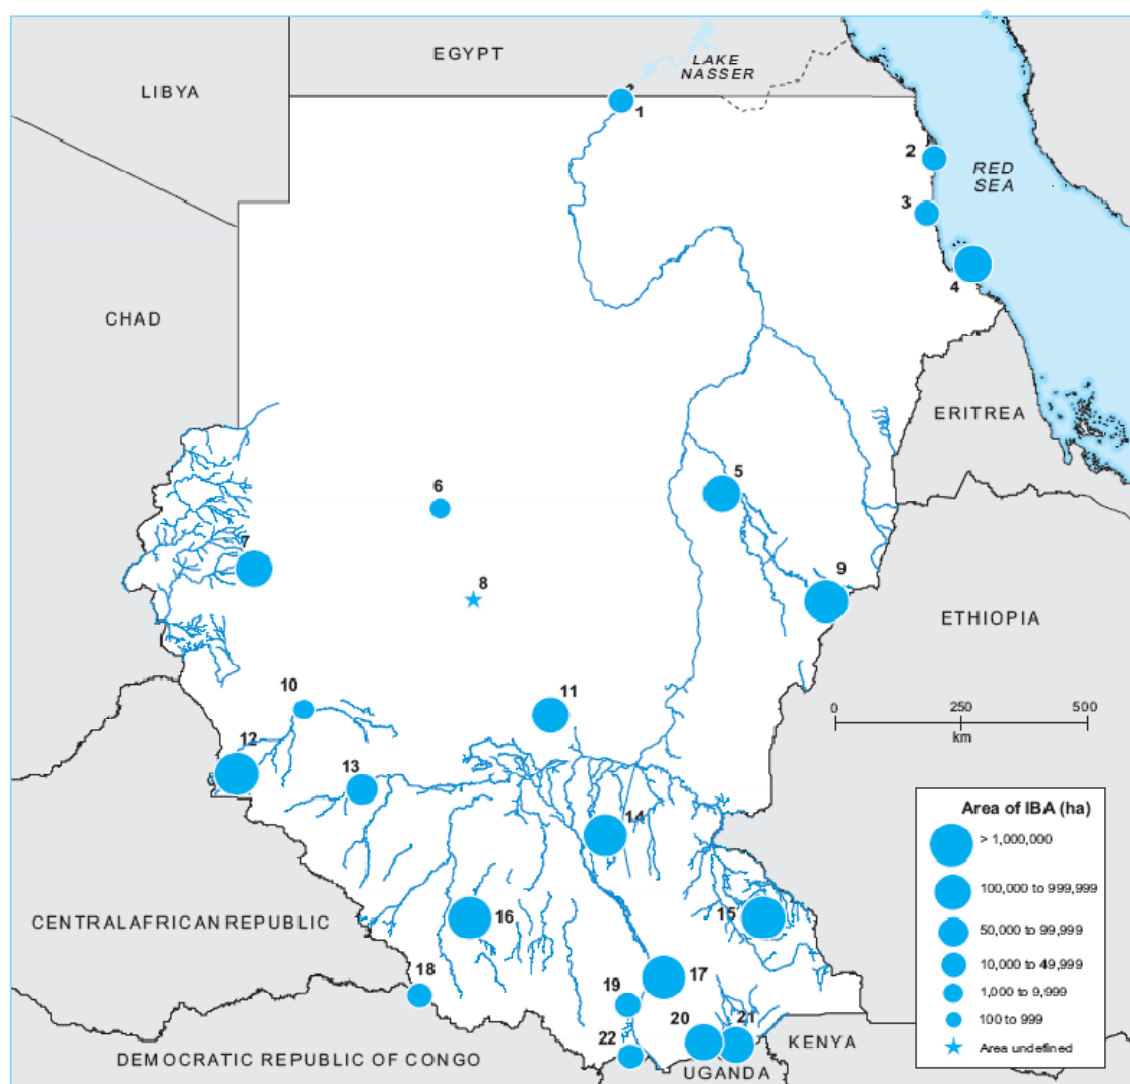 EGYPT
LAKE
NASSER
LIBYA
1
2
RED
SEA
3
4
CHAD
ERITREA
5
6
7
8
9
ETHIOPIA
10
11
0 250 500
km
12
13
14
15
16
17
18
19
20
21
22
CENTRALAFRICAN REPUBLIC
DEMOCRATIC REPUBLIC OF CONGO
UGANDA
KENYA
Area of IBA (ha)
> 1,000,000
100,000 to 999,999
50,000 to 99,999
10,000 to 49,999
1,000 to 9,999
100 to 999
Area undefined